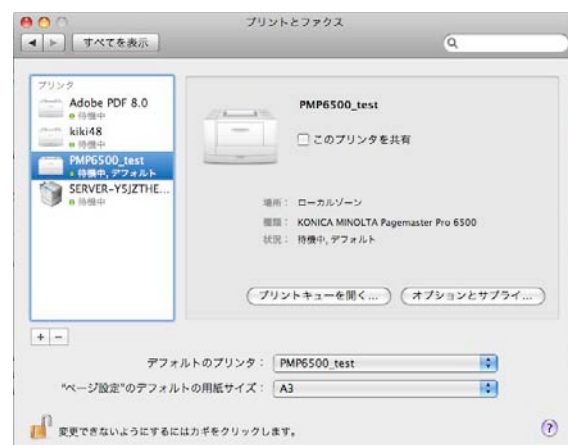 プリントとファクス
すべてを表示
プリンタ
Adobe PDF 8.0
待機中
kiki48
待機中
PMP6500_test
待機中, デフォルト
SERVER-Y5JZTHE...
待機中
PMP6500_test
このプリンタを共有
場所: ローカルゾーン
種類: KONICA MINOLTA Pagemaster Pro 6500
状況: 待機中, デフォルト
プリントキューを開く...
オプションとサプライ...
+ −
デフォルトのプリンタ: PMP6500_test
"ページ設定"のデフォルトの用紙サイズ: A3
変更できないようにするにはカギをクリックします。
?